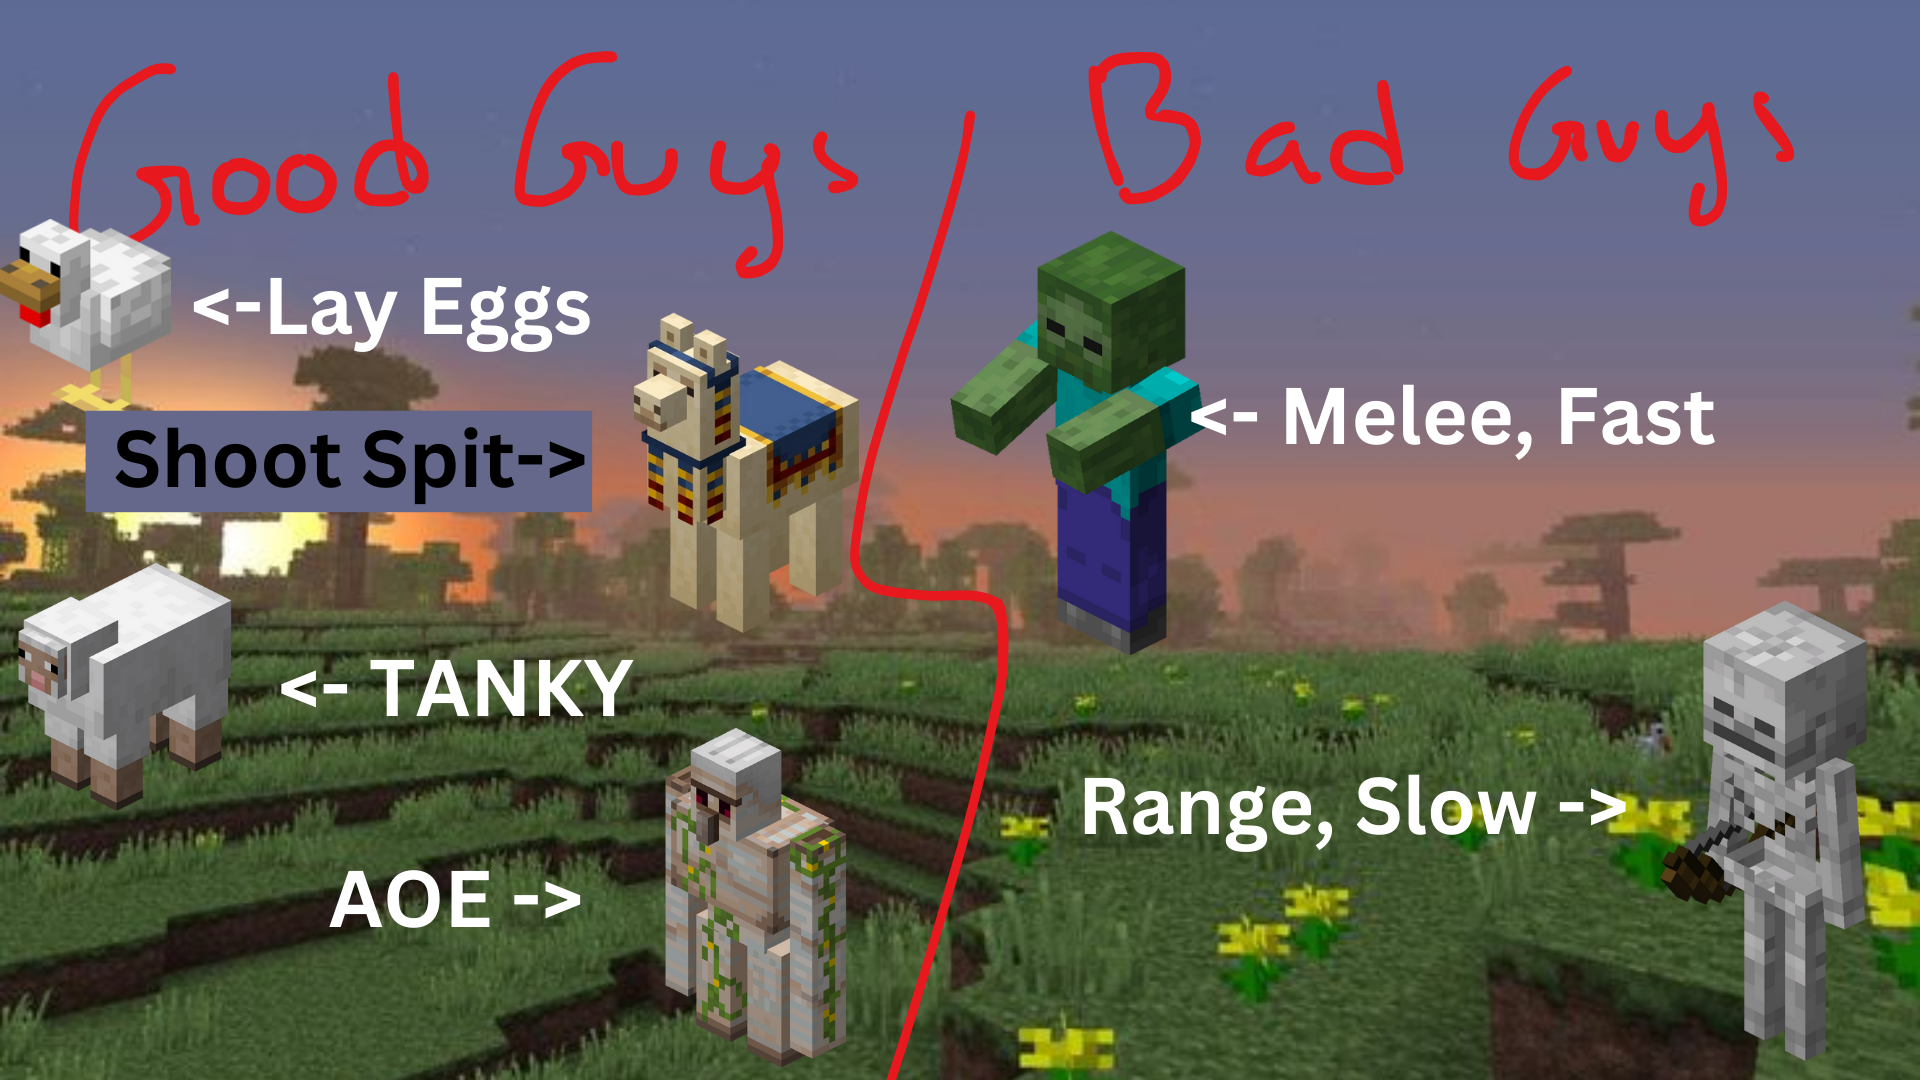 Good Guys
Bad Guys
<-Lay Eggs
Shoot Spit->
<- TANKY
AOE ->
<- Melee, Fast
Range, Slow ->